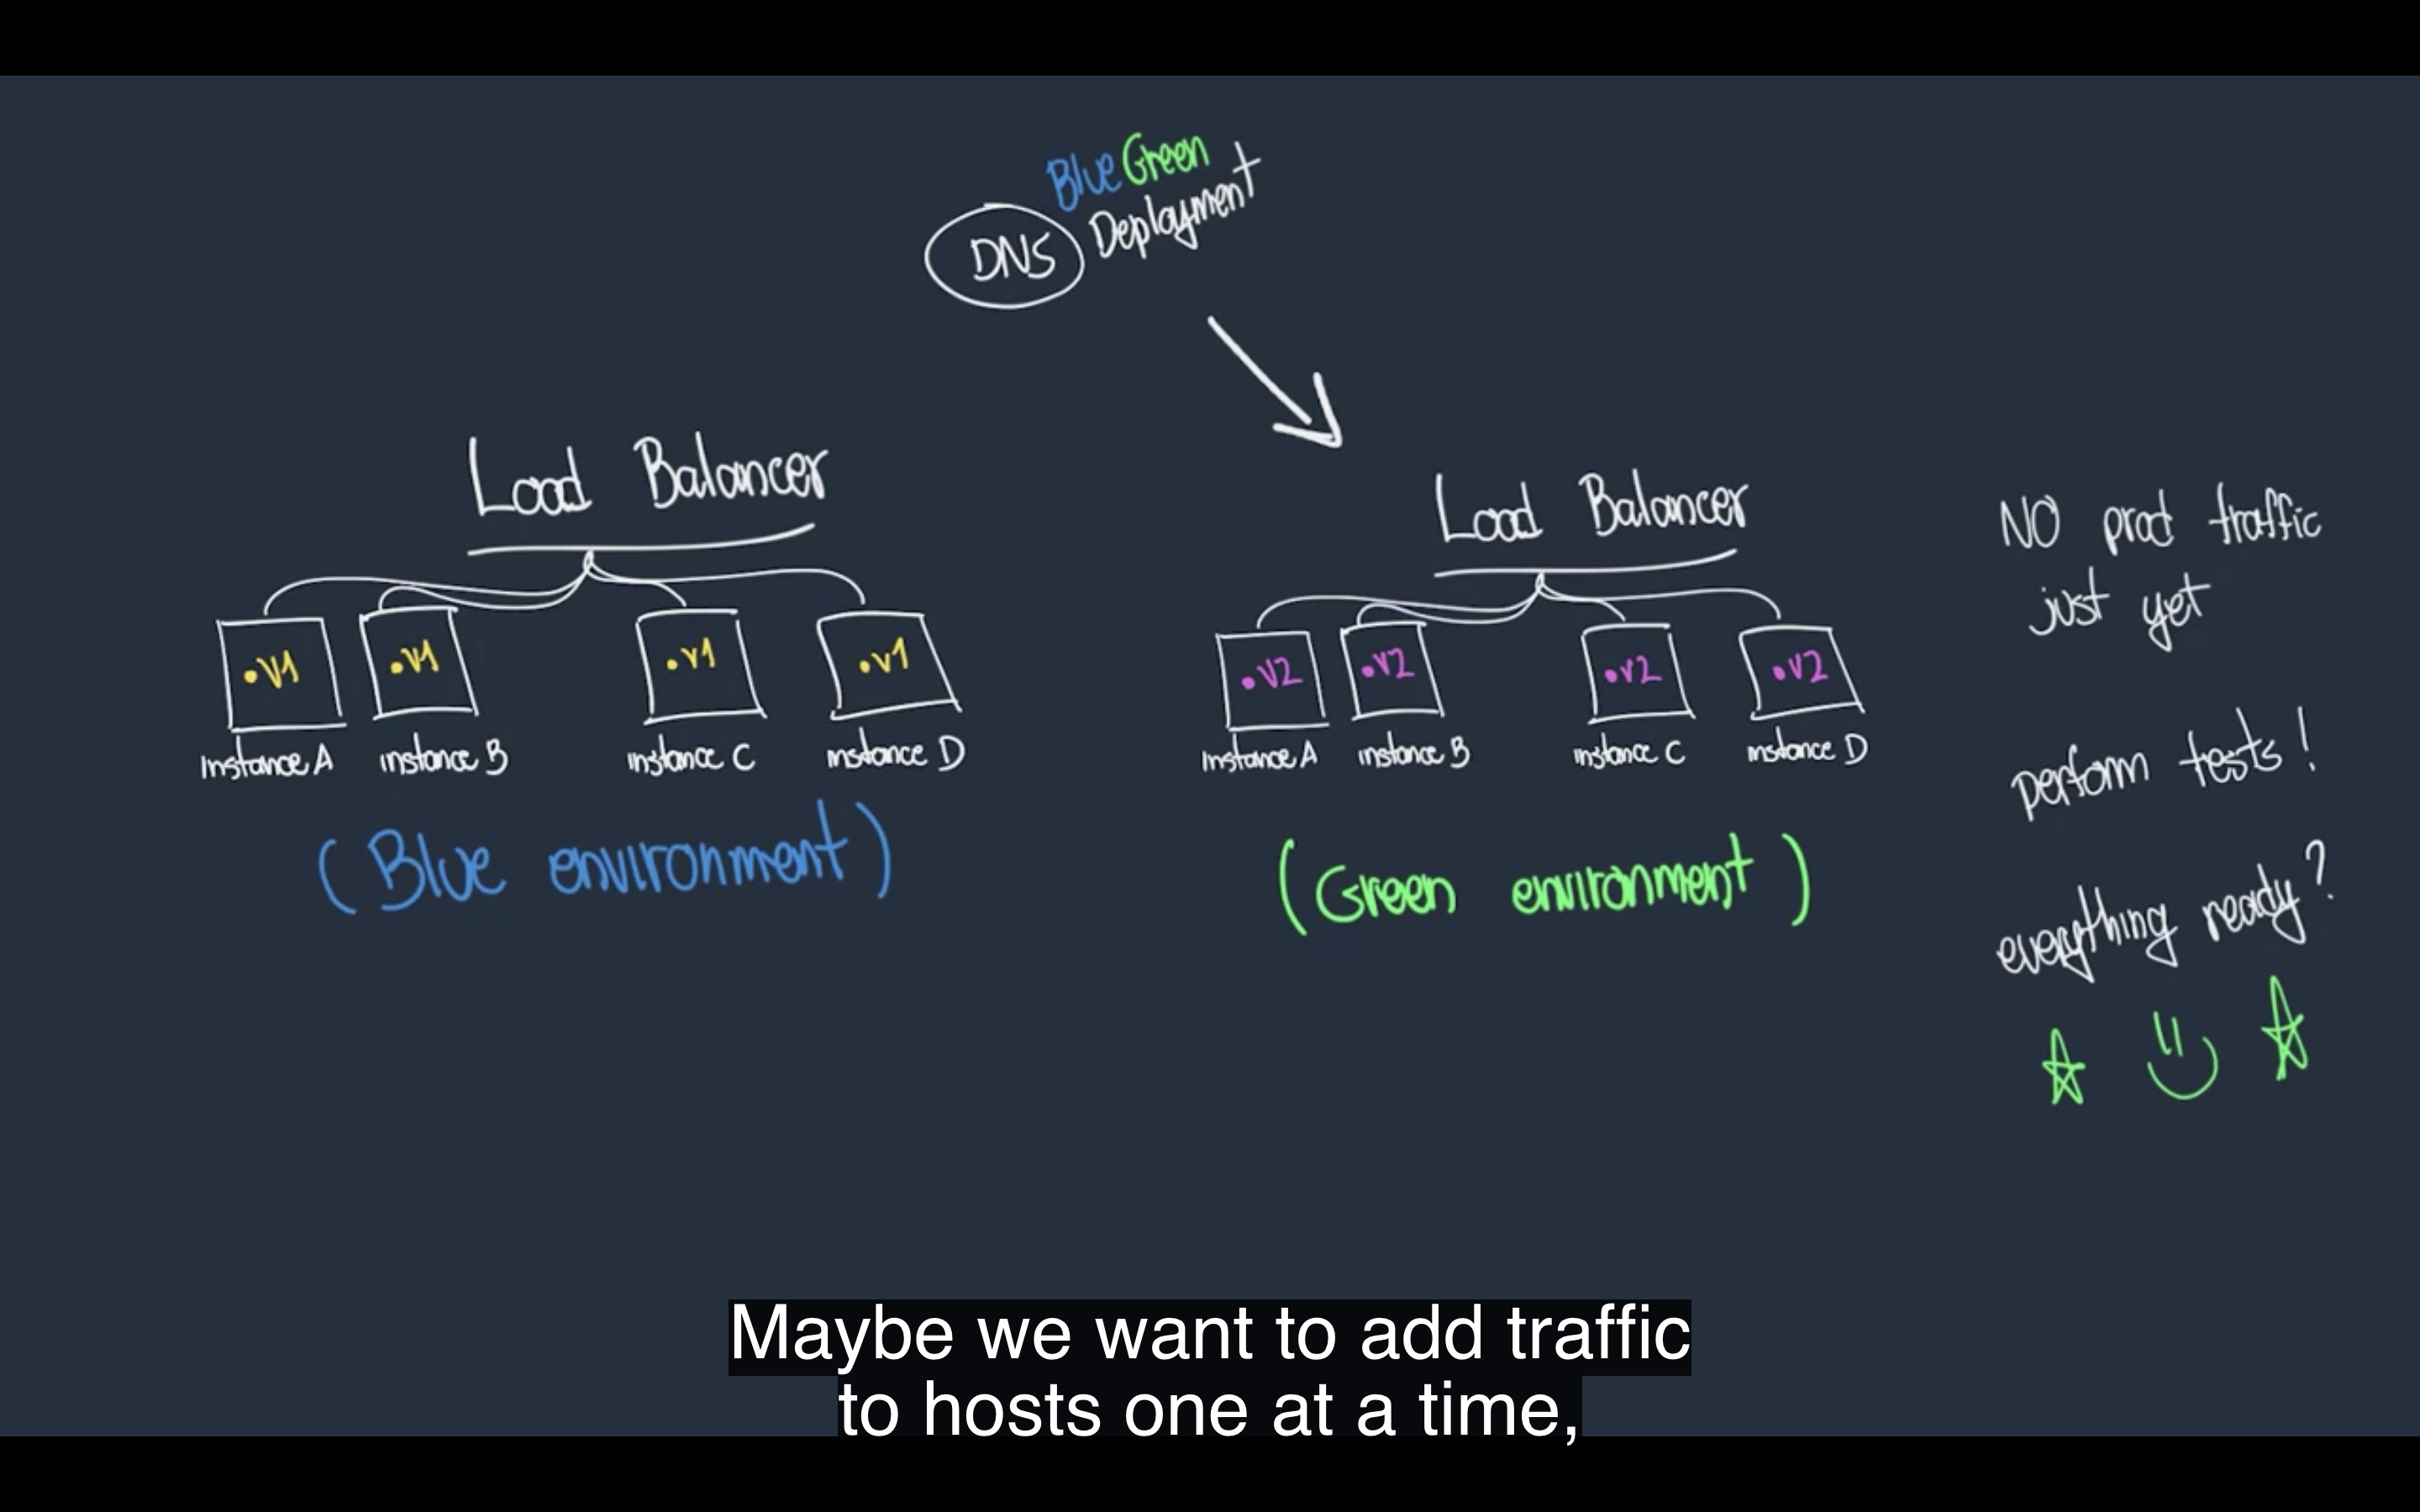 Blue Green
Deployment
DNS
Load Balancer
•V1
•V1
•V1
•V1
Instance A
instance B
instance C
instance D
(Blue environment)
Load Balancer
•V2
•V2
•V2
•V2
Instance A
instance B
instance C
instance D
(Green environment)
NO prod traffic
just yet
perform tests!
everything ready?
Maybe we want to add traffic
to hosts one at a time,